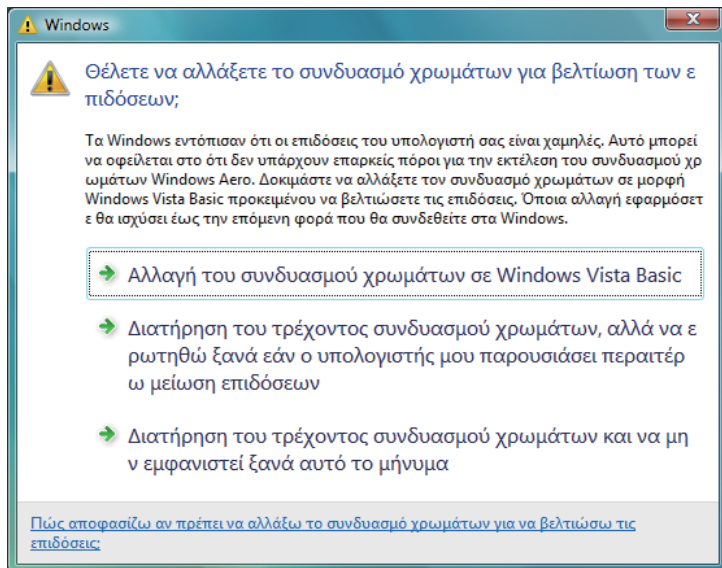 Windows
Θέλετε να αλλάξετε το συνδυασμό χρωμάτων για βελτίωση των ε
πιδόσεων;
Τα Windows εντόπισαν ότι οι επιδόσεις του υπολογιστή σας είναι χαμηλές. Αυτό μπορεί
να οφείλεται στο ότι δεν υπάρχουν επαρκείς πόροι για την εκτέλεση του συνδυασμού χρ
ωμάτων Windows Aero. Δοκιμάστε να αλλάξετε τον συνδυασμό χρωμάτων σε μορφή
Windows Vista Basic προκειμένου να βελτιώσετε τις επιδόσεις. Όποια αλλαγή εφαρμόσετ
ε θα ισχύσει έως την επόμενη φορά που θα συνδεθείτε στα Windows.
Αλλαγή του συνδυασμού χρωμάτων σε Windows Vista Basic
Διατήρηση του τρέχοντος συνδυασμού χρωμάτων, αλλά να ε
ρωτηθώ ξανά εάν ο υπολογιστής μου παρουσιάσει περαιτέρ
ω μείωση επιδόσεων
Διατήρηση του τρέχοντος συνδυασμού χρωμάτων και να μη
ν εμφανιστεί ξανά αυτό το μήνυμα
Πώς αποφασίζω αν πρέπει να αλλάξω το συνδυασμό χρωμάτων για να βελτιώσω τις
επιδόσεις;